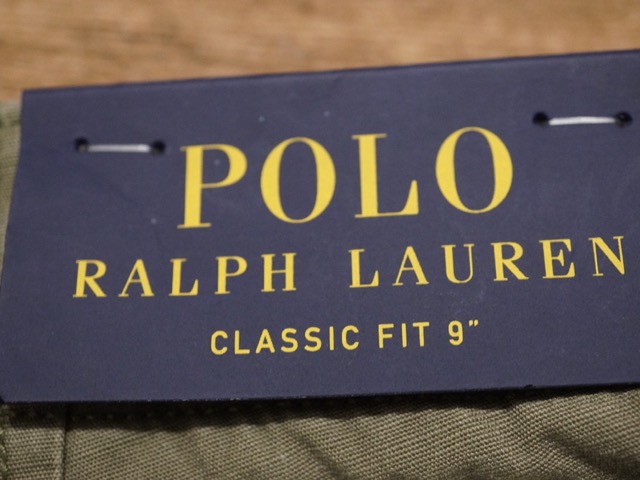 POLO
RALPH LAUREN
CLASSIC FIT 9”